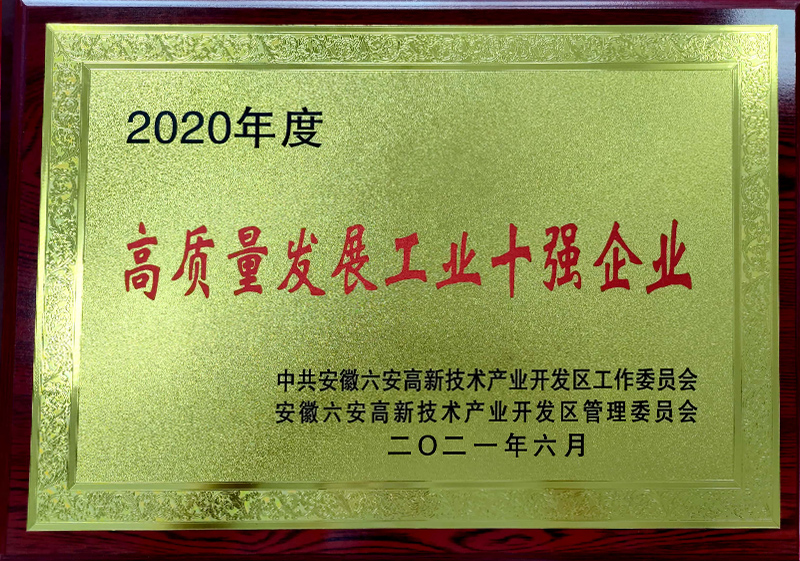 2020年度
高质量发展工业十强企业
中共安徽六安高新技术产业开发区工作委员会
安徽六安高新技术产业开发区管理委员会
二〇二一年六月